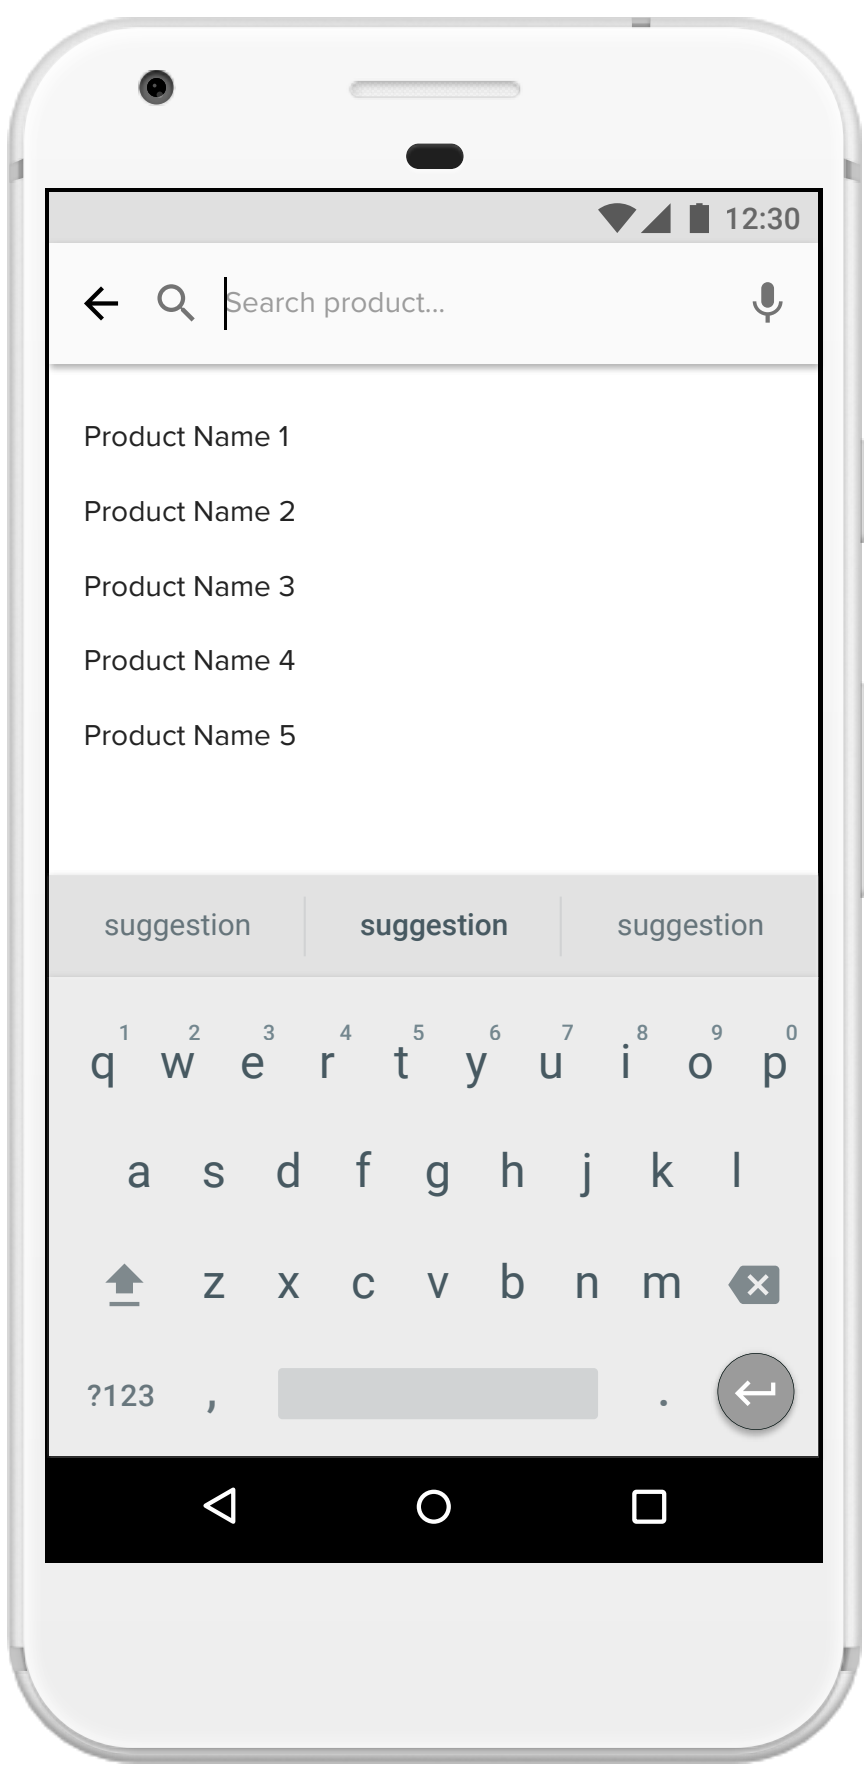 12:30
Search product...
Product Name 1
Product Name 2
Product Name 3
Product Name 4
Product Name 5
suggestion suggestion suggestion
1 2 3 4 5 6 7 8 9 0
q w e r t y u i o p
a s d f g h j k l
z x c v b n m
?123 , .